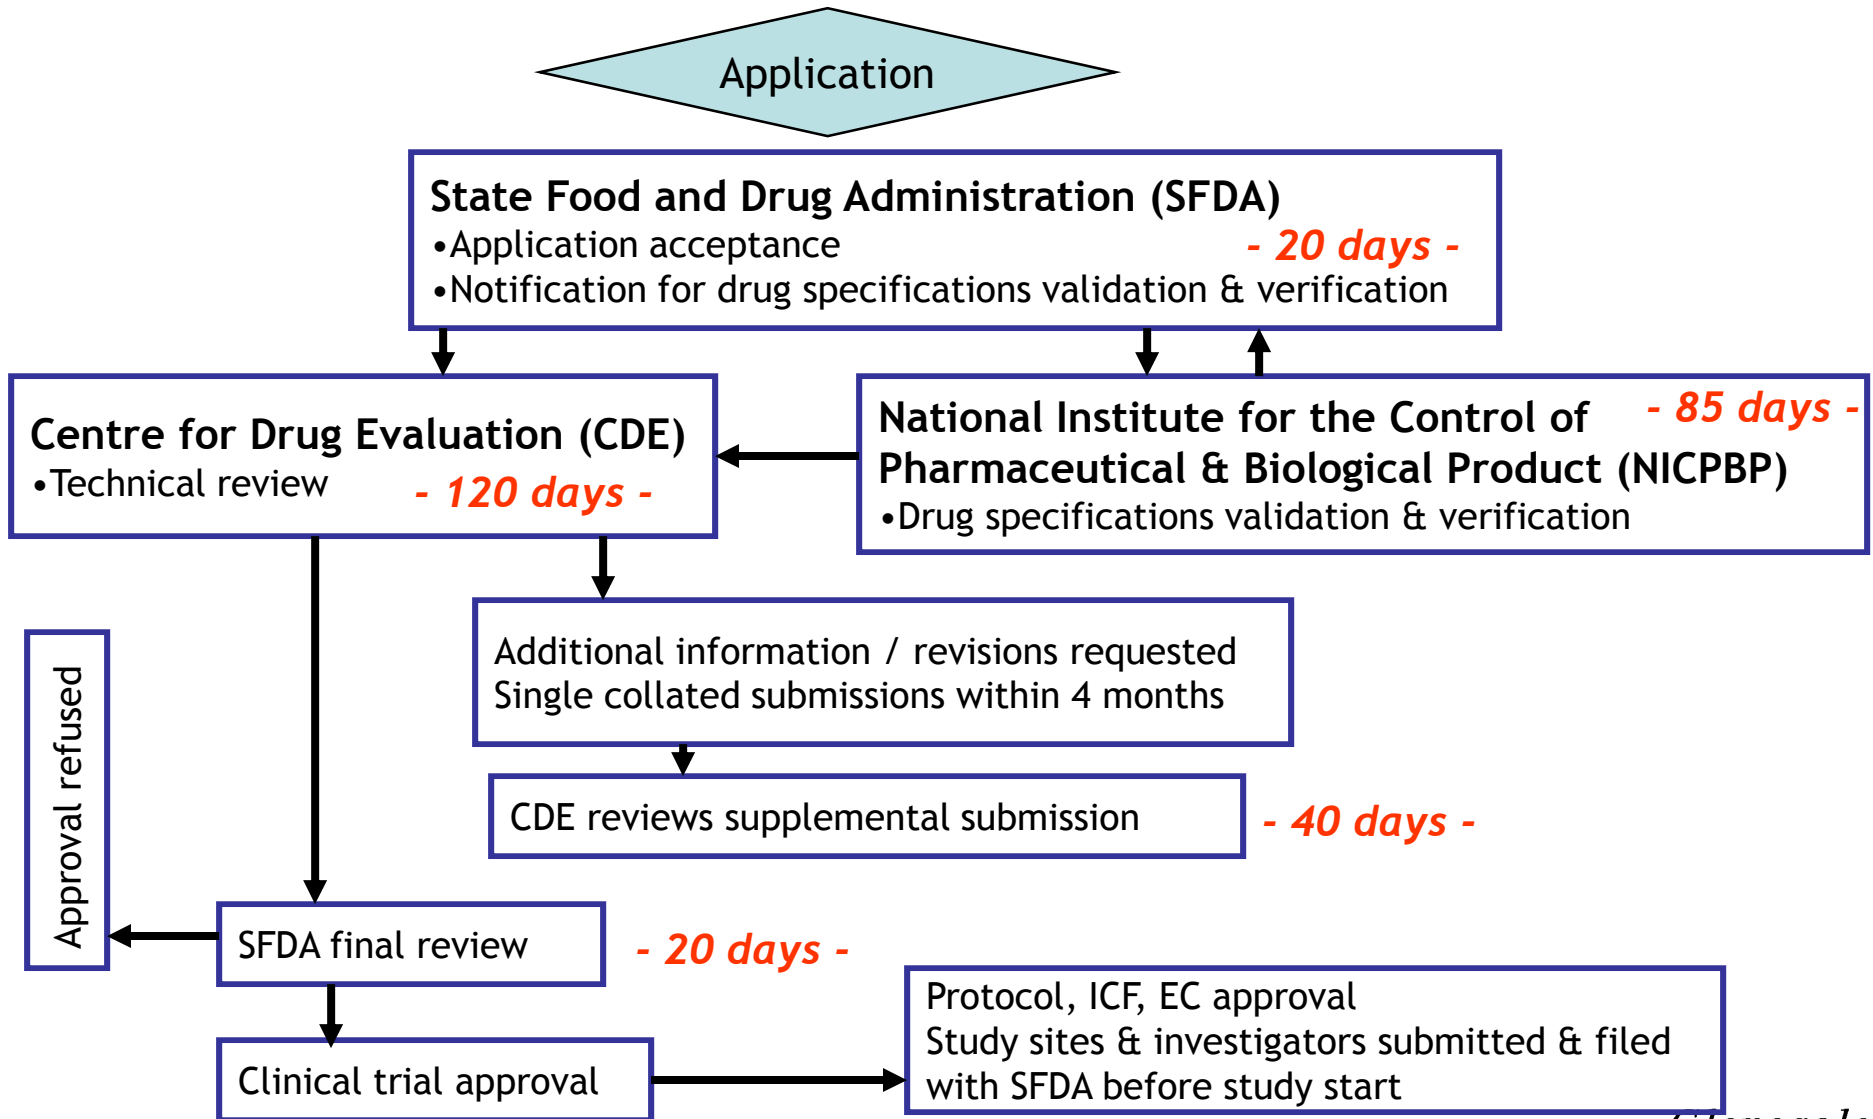 Application
State Food and Drug Administration (SFDA)
•Application acceptance
- 20 days -
•Notification for drug specifications validation & verification
Centre for Drug Evaluation (CDE)
•Technical review
- 120 days -
National Institute for the Control of
- 85 days -
Pharmaceutical & Biological Product (NICPBP)
•Drug specifications validation & verification
Additional information / revisions requested
Single collated submissions within 4 months
CDE reviews supplemental submission
- 40 days -
Approval refused
SFDA final review
- 20 days -
Clinical trial approval
Protocol, ICF, EC approval
Study sites & investigators submitted & filed
with SFDA before study start